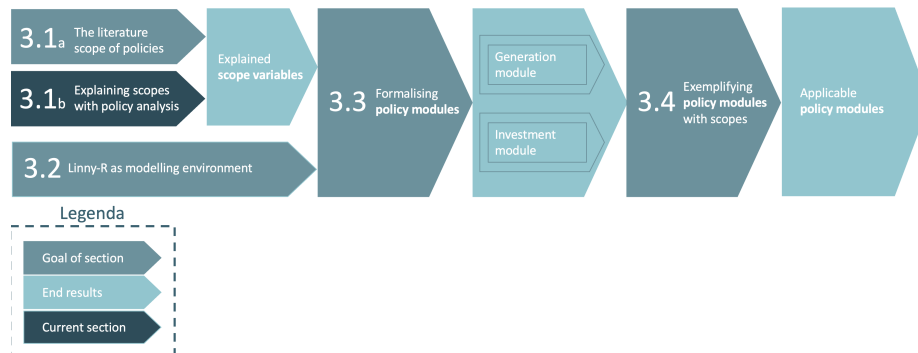 3.1a The literature
scope of policies
3.1b Explaining scopes
with policy analysis
Explained
scope variables
3.2 Linny-R as modelling environment
3.3 Formalising
policy modules
Generation
module
Investment
module
3.4 Exemplifying
policy modules
with scopes
Applicable
policy modules
Legenda
Goal of section
End results
Current section